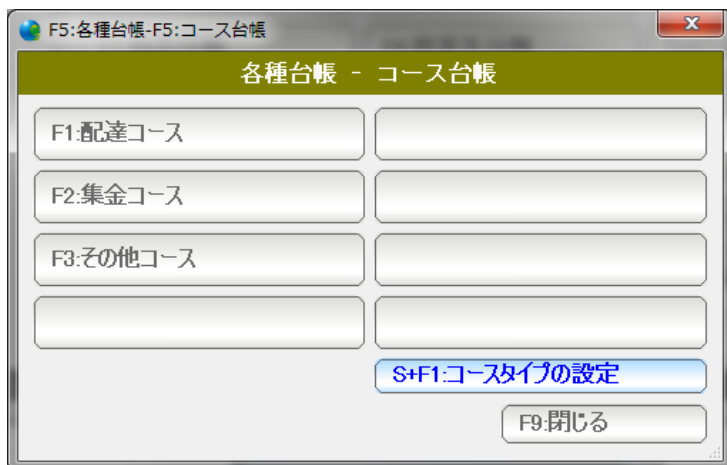 F5:各種台帳-F5:コース台帳
各種台帳 - コース台帳
F1:配達コース
F2:集金コース
F3:その他コース
S+F1:コースタイプの設定
F9:閉じる